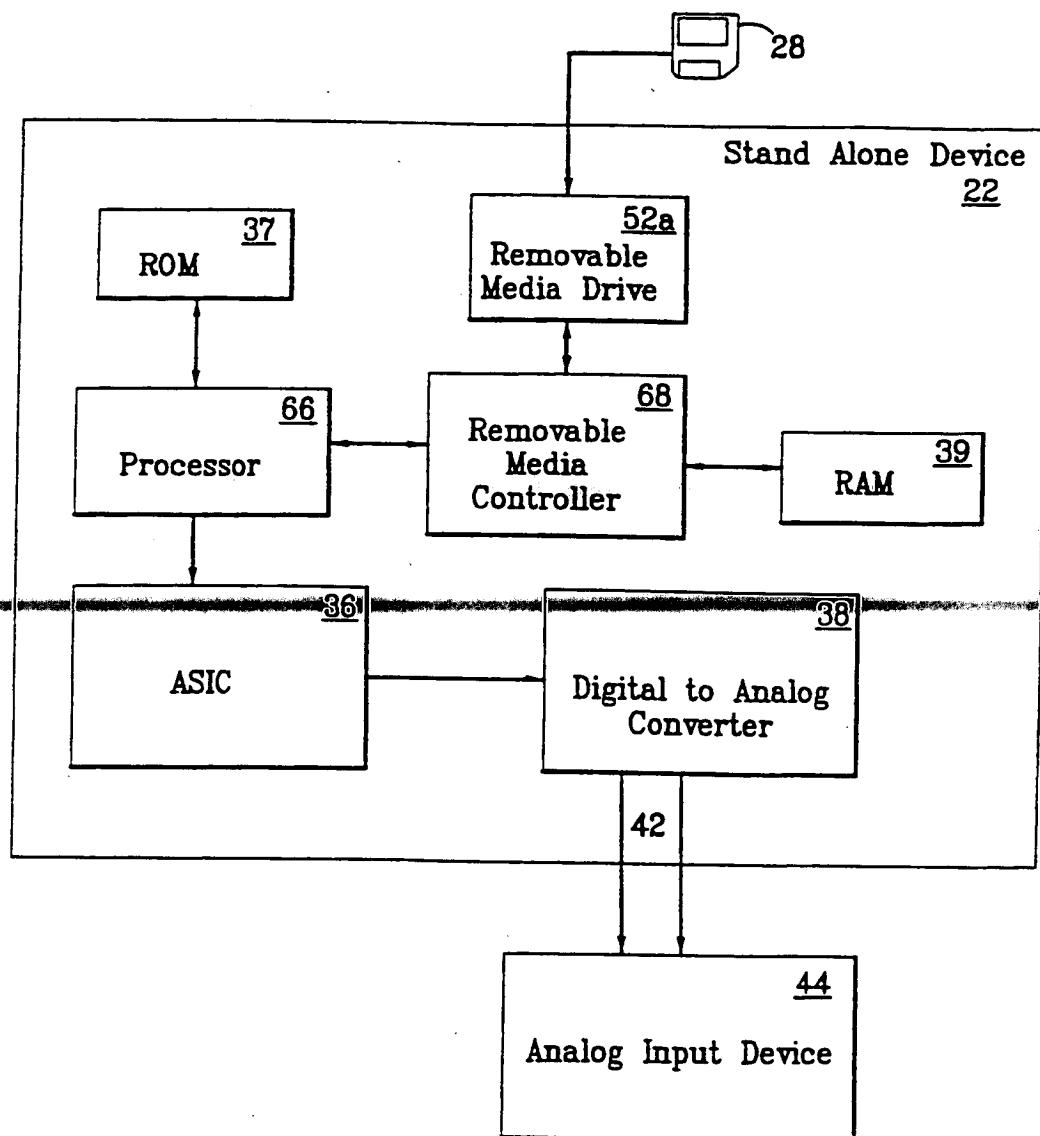 28
Stand Alone Device
22
37
ROM
52a
Removable
Media Drive
66
Processor
68
Removable
Media
Controller
39
RAM
36
ASIC
38
Digital to Analog
Converter
42
44
Analog Input Device